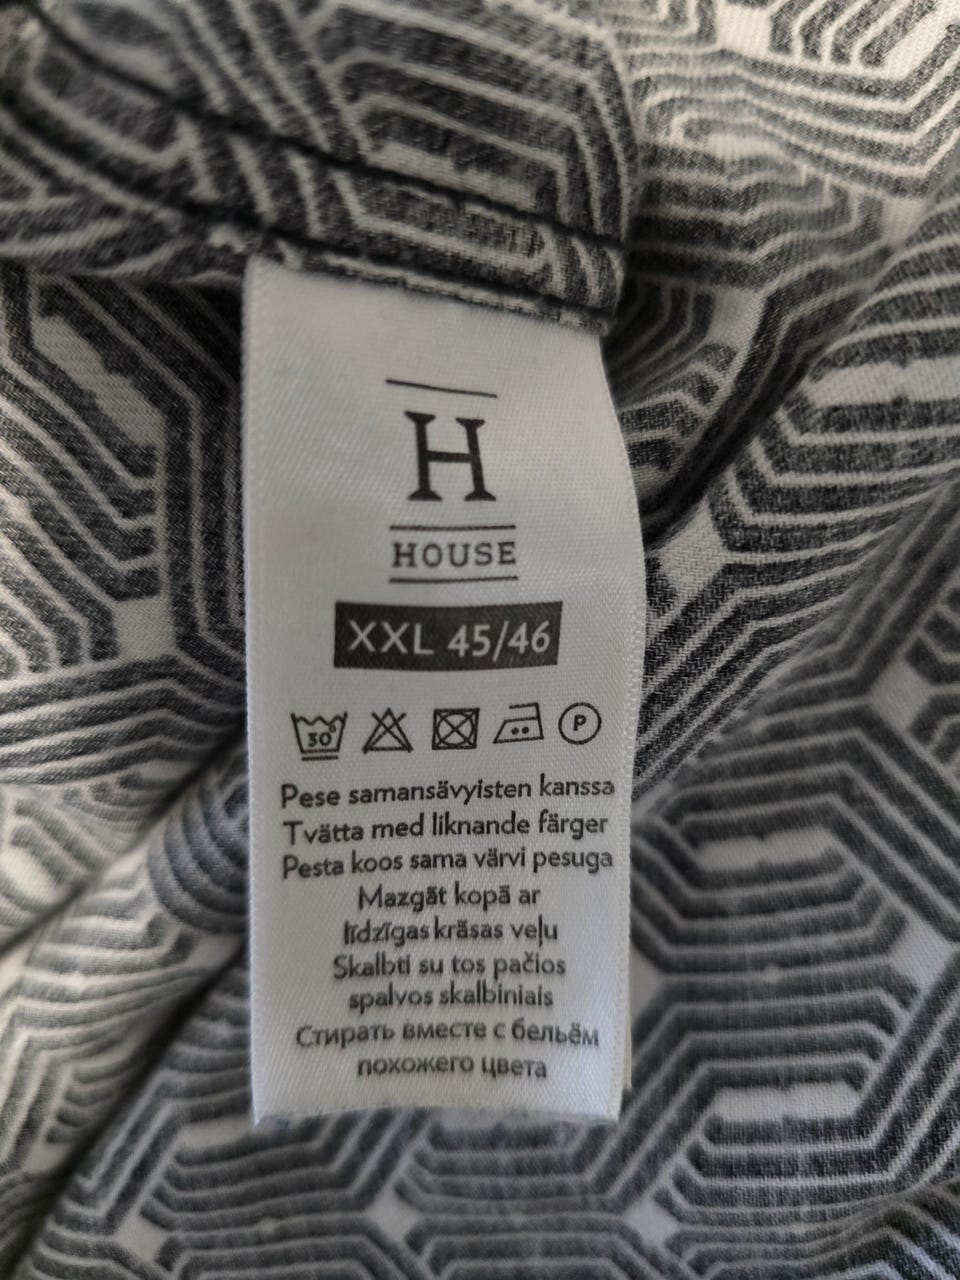 H
HOUSE
XXL 45/46
30° P
Pese samansävyisten kanssa
Tvätta med liknande färger
Pesta koos sama värvi pesuga
Mazgāt kopā ar
līdzīgas krāsas veļu
Skalbti su tos pačios
spalvos skalbiniais
Стирать вместе с бельём
похожего цвета